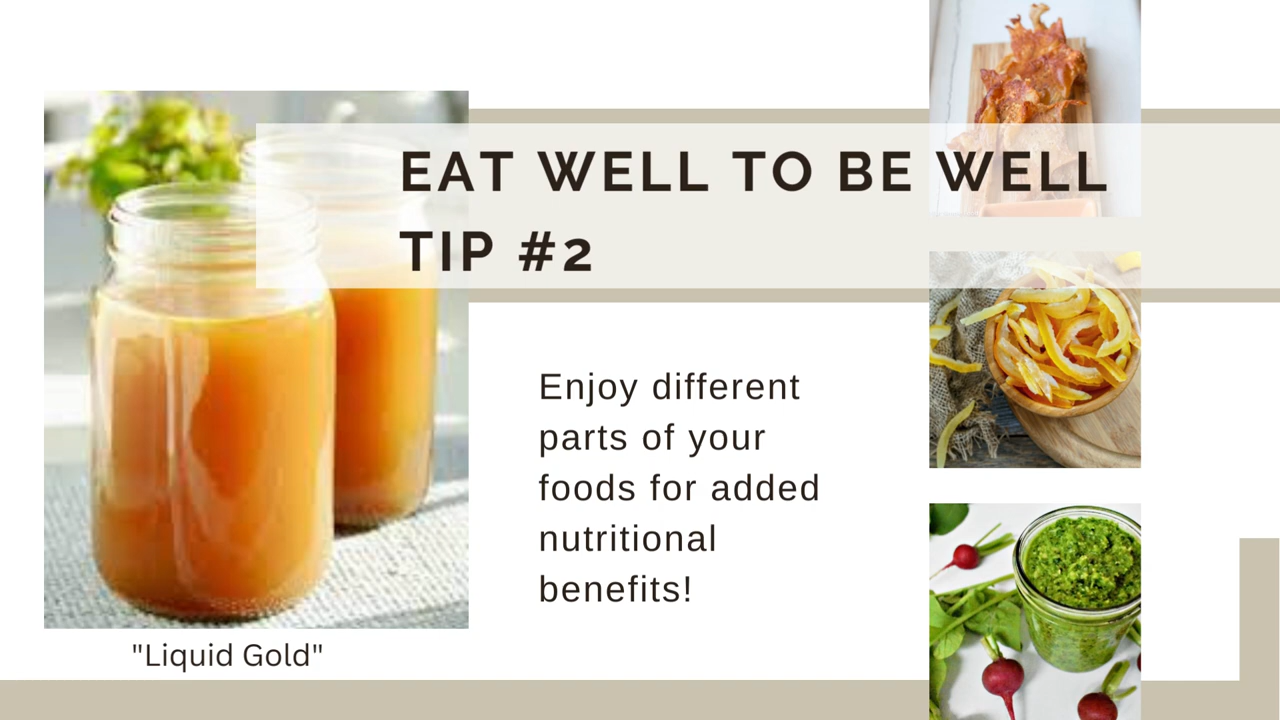 EAT WELL TO BE WELL
TIP #2
Enjoy different
parts of your
foods for added
nutritional
benefits!
"Liquid Gold"